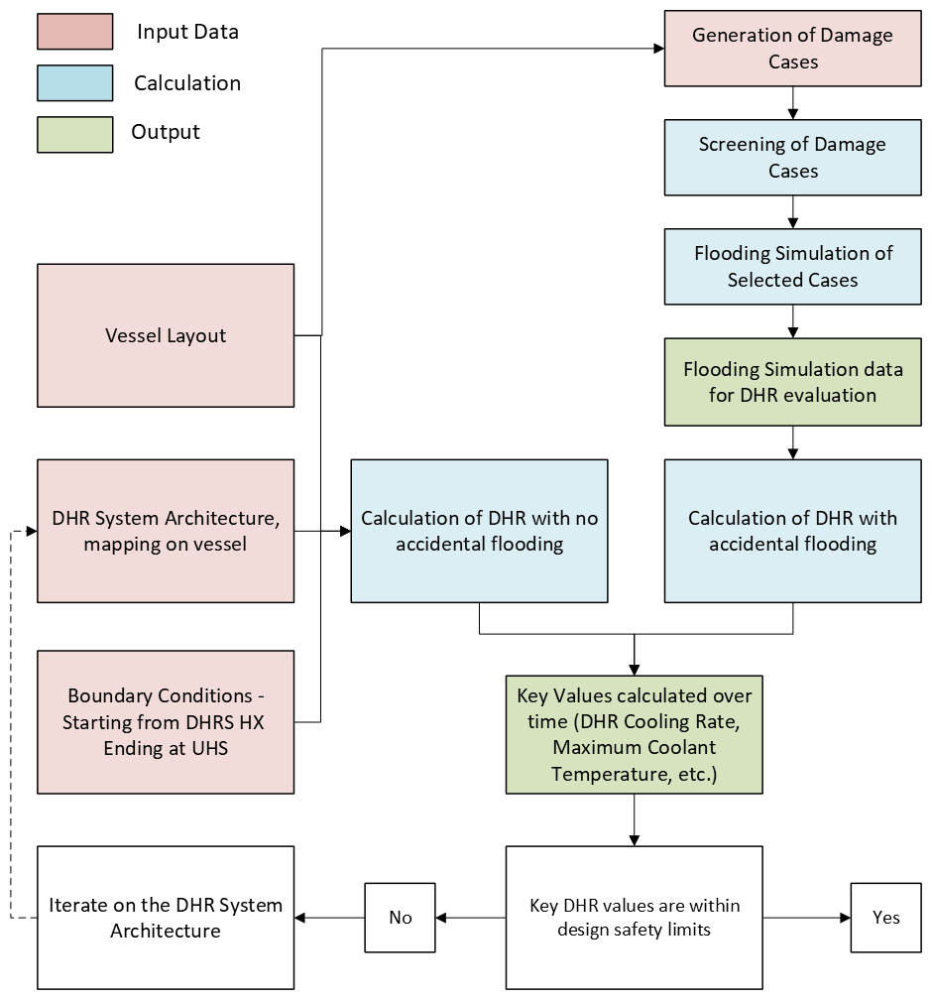 Input Data
Calculation
Output
Generation of Damage
Cases
Screening of Damage
Cases
Flooding Simulation of
Selected Cases
Vessel Layout
Flooding Simulation data
for DHR evaluation
DHR System Architecture,
mapping on vessel
Calculation of DHR with no
accidental flooding
Calculation of DHR with
accidental flooding
Boundary Conditions -
Starting from DHRS HX
Ending at UHS
Key Values calculated over
time (DHR Cooling Rate,
Maximum Coolant
Temperature, etc.)
Iterate on the DHR System
Architecture
No
Key DHR values are within
design safety limits
Yes